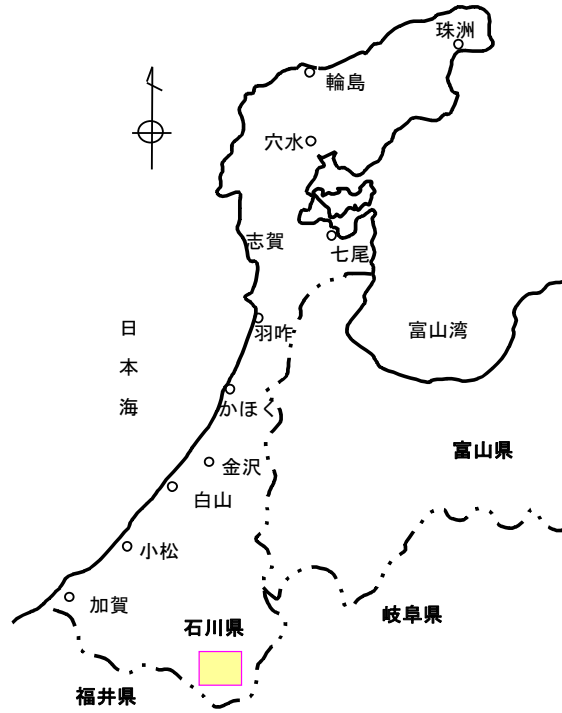 珠洲
輪島
穴水
志賀
七尾
日本海
羽咋
富山湾
かほく
富山県
金沢
白山
小松
加賀
岐阜県
石川県
福井県